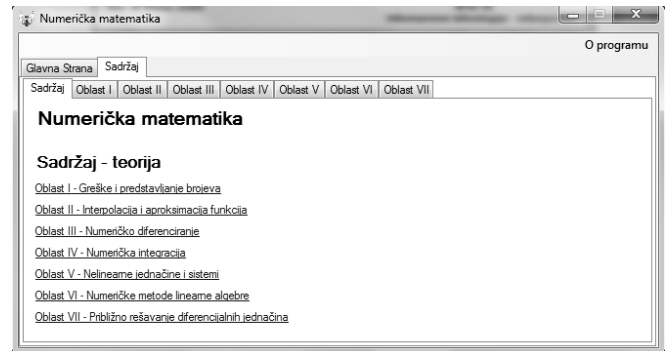 Numerička matematika
O programu
Glavna Strana Sadržaj
Sadržaj Oblast I Oblast II Oblast III Oblast IV Oblast V Oblast VI Oblast VII
Numerička matematika
Sadržaj - teorija
Oblast I - Greške i predstavljanje brojeva
Oblast II - Interpolacija i aproksimacija funkcija
Oblast III - Numeričko diferenciranje
Oblast IV - Numerička integracija
Oblast V - Nelinearne jednačine i sistemi
Oblast VI - Numeričke metode linearne algebre
Oblast VII - Približno rešavanje diferencijalnih jednačina